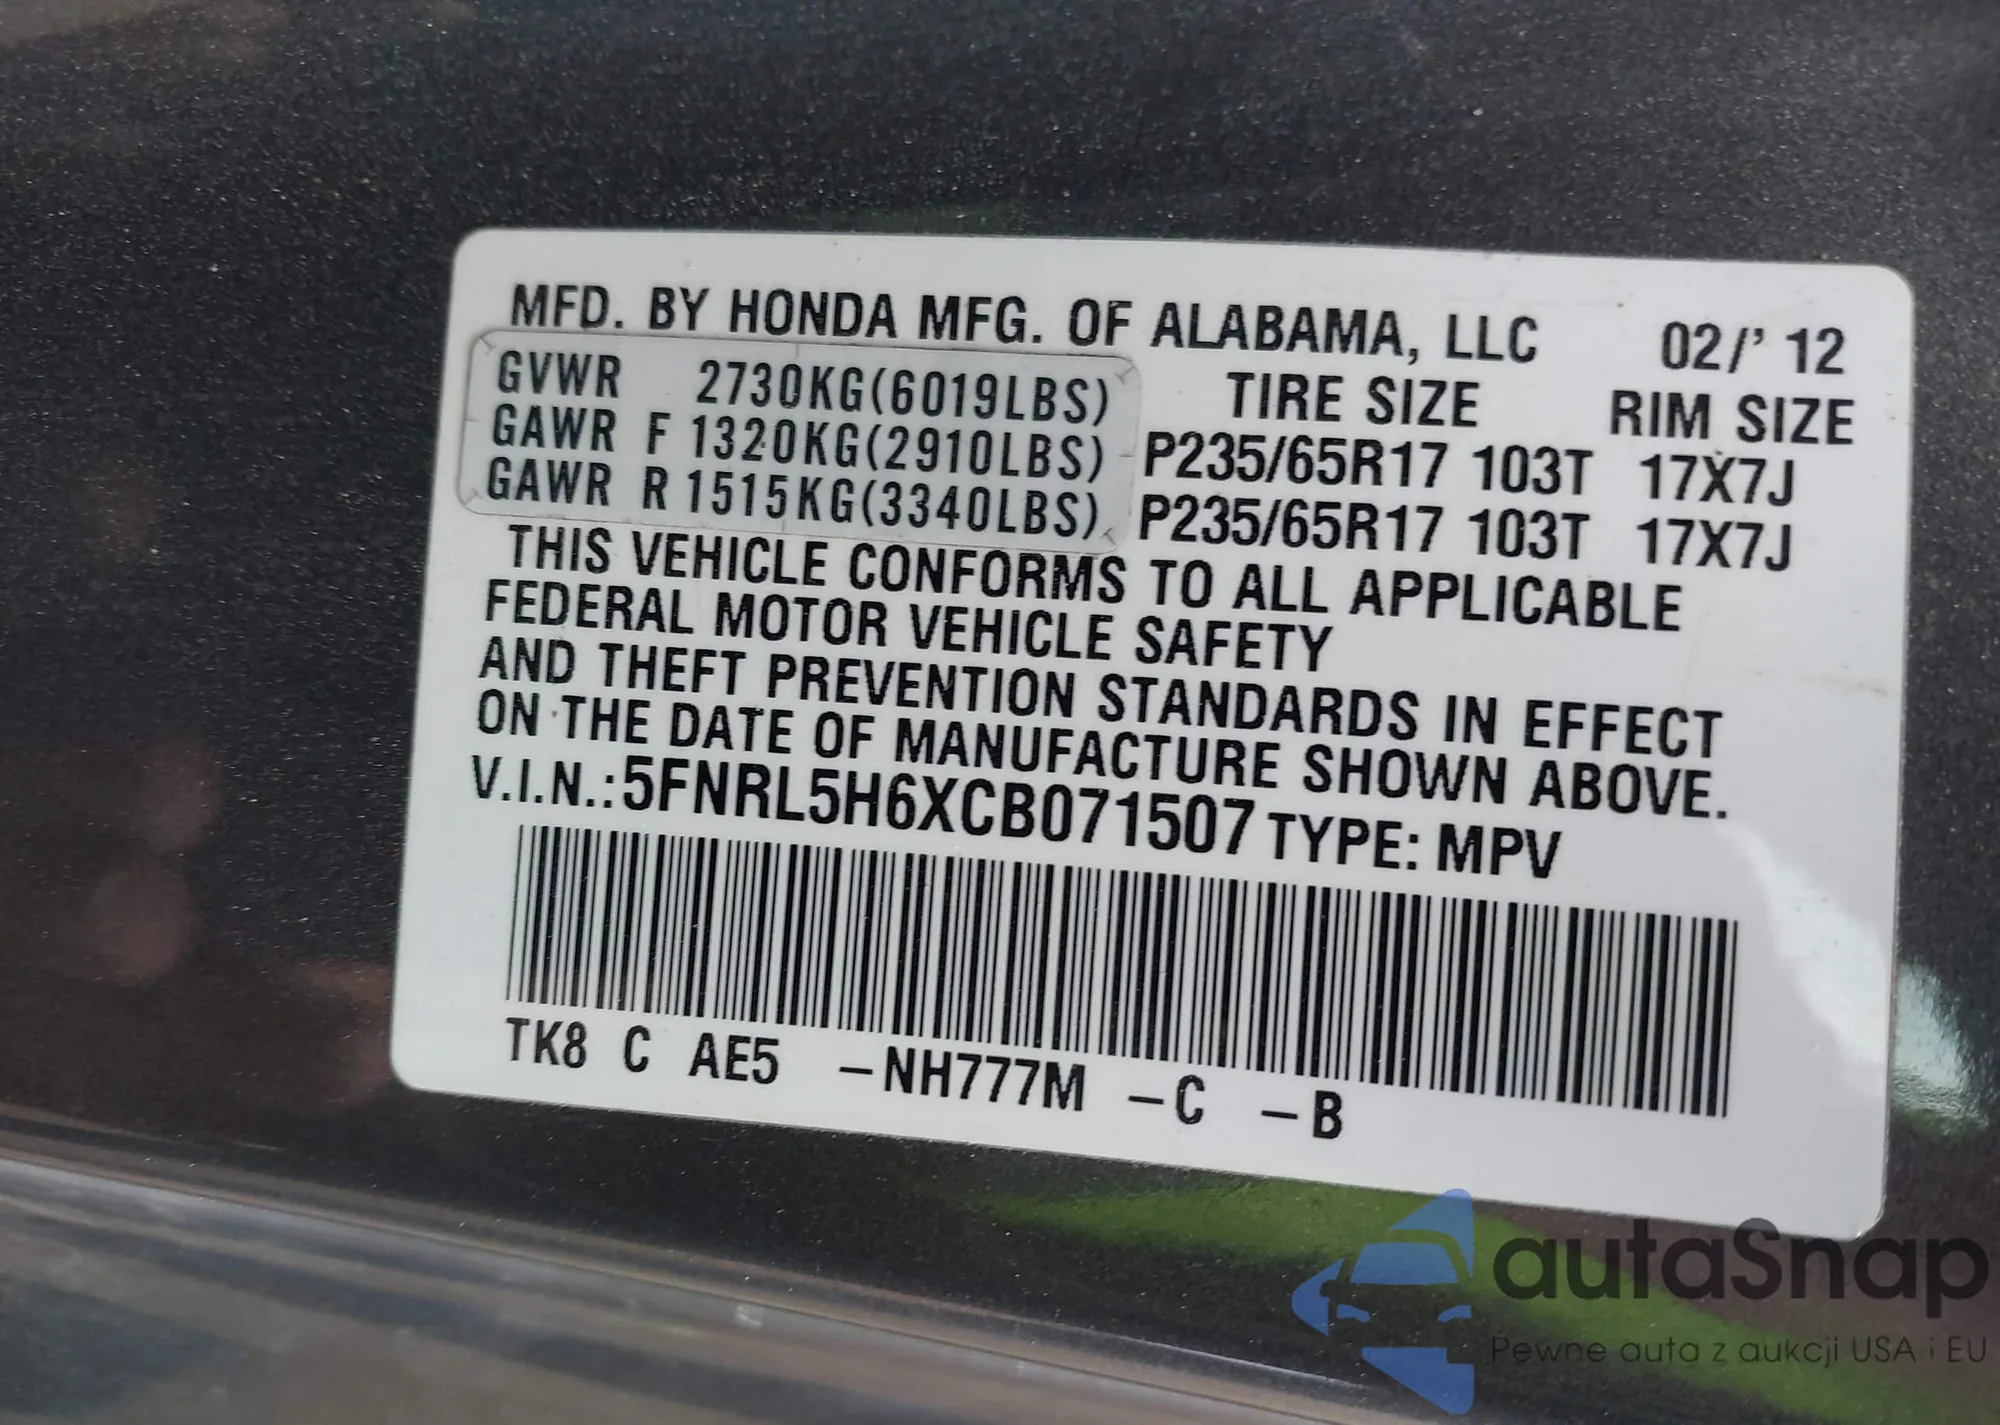 MFD. BY HONDA MFG. OF ALABAMA, LLC 02/' 12
GVWR 2730KG(6019LBS) TIRE SIZE RIM SIZE
GAWR F 1320KG(2910LBS) P235/65R17 103T 17X7J
GAWR R 1515KG(3340LBS) P235/65R17 103T 17X7J
THIS VEHICLE CONFORMS TO ALL APPLICABLE
FEDERAL MOTOR VEHICLE SAFETY
AND THEFT PREVENTION STANDARDS IN EFFECT
ON THE DATE OF MANUFACTURE SHOWN ABOVE.
V.I.N.:5FNRL5H6XCB071507 TYPE: MPV
TK8 C AE5 -NH777M -C -B
autaSnap
Pewne auta z aukcji USA i EU